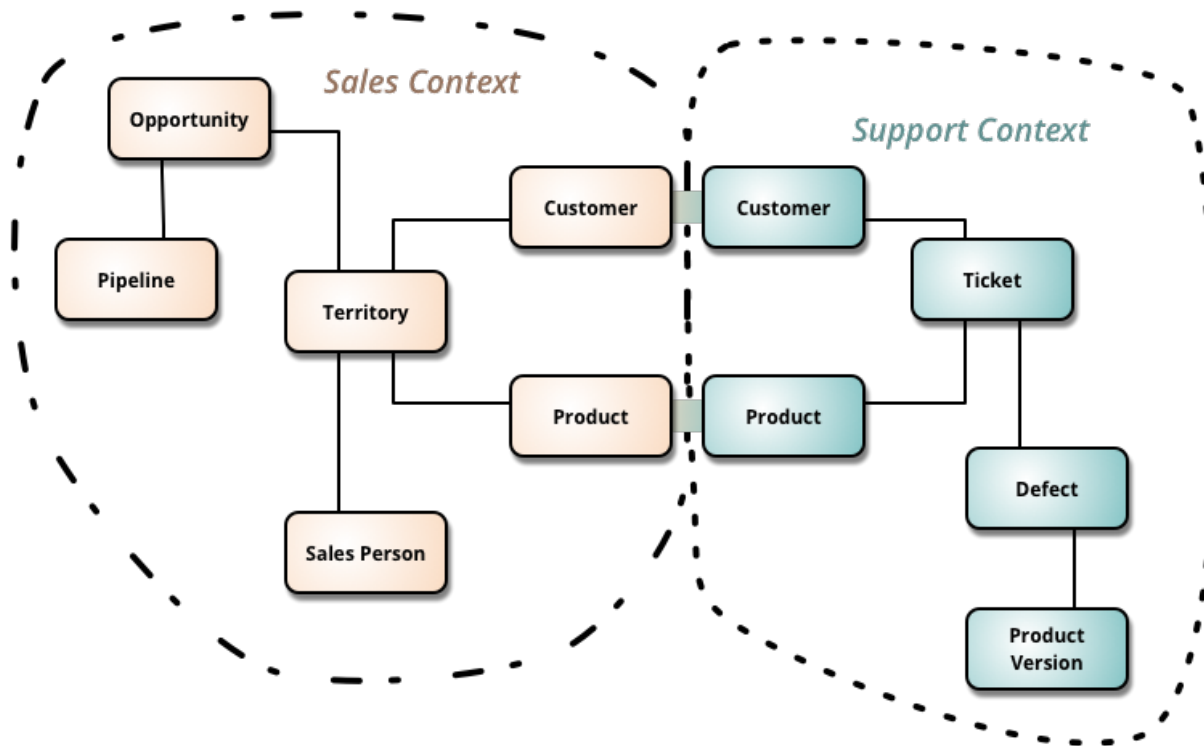 Sales Context
Opportunity
Support Context
Customer
Customer
Pipeline
Ticket
Territory
Product
Product
Defect
Sales Person
Product
Version